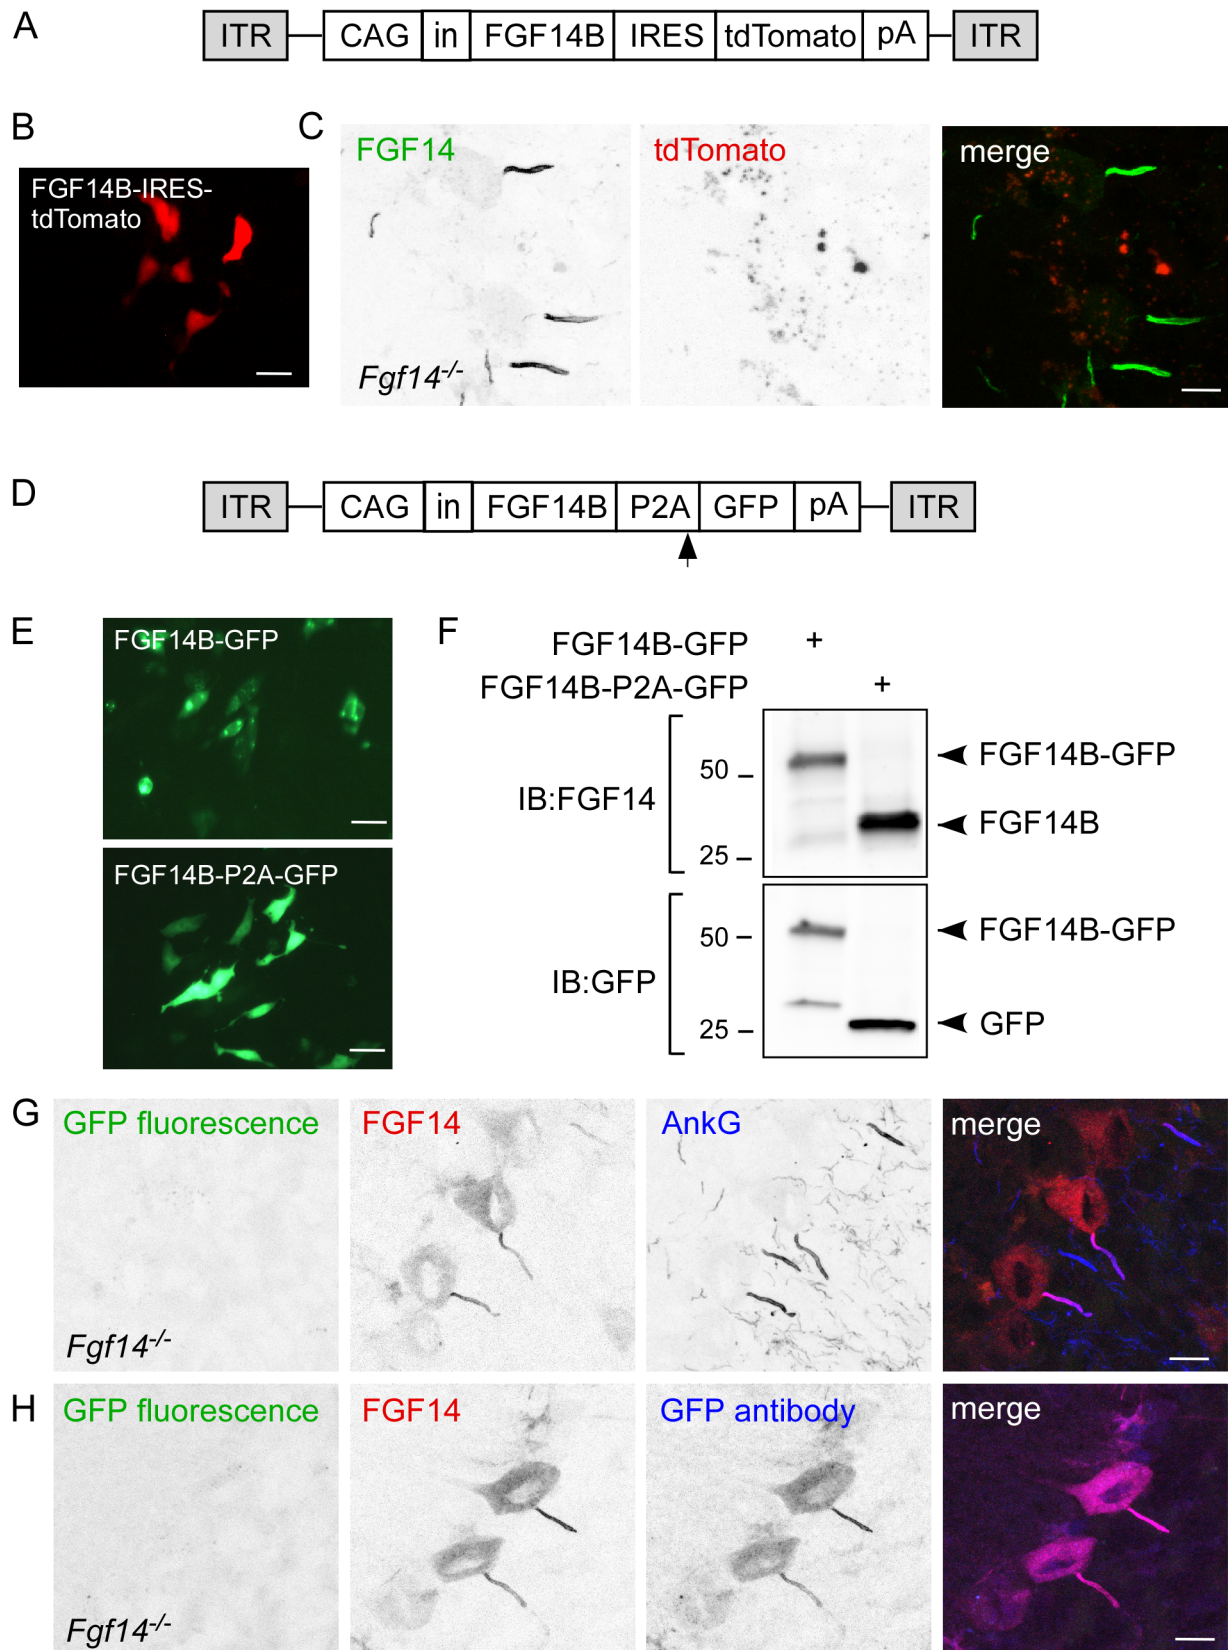 A
ITR CAG in FGF14B IRES tdTomato pA ITR
B
FGF14B-IRES-
tdTomato
C
FGF14
tdTomato
merge
Fgf14-/-
D
ITR CAG in FGF14B P2A GFP pA ITR
E
FGF14B-GFP
FGF14B-P2A-GFP
F
FGF14B-GFP +
FGF14B-P2A-GFP +
IB:FGF14
50
25
FGF14B-GFP
FGF14B
IB:GFP
50
25
FGF14B-GFP
GFP
G
GFP fluorescence
FGF14
AnkG
merge
Fgf14-/-
H
GFP fluorescence
FGF14
GFP antibody
merge
Fgf14-/-